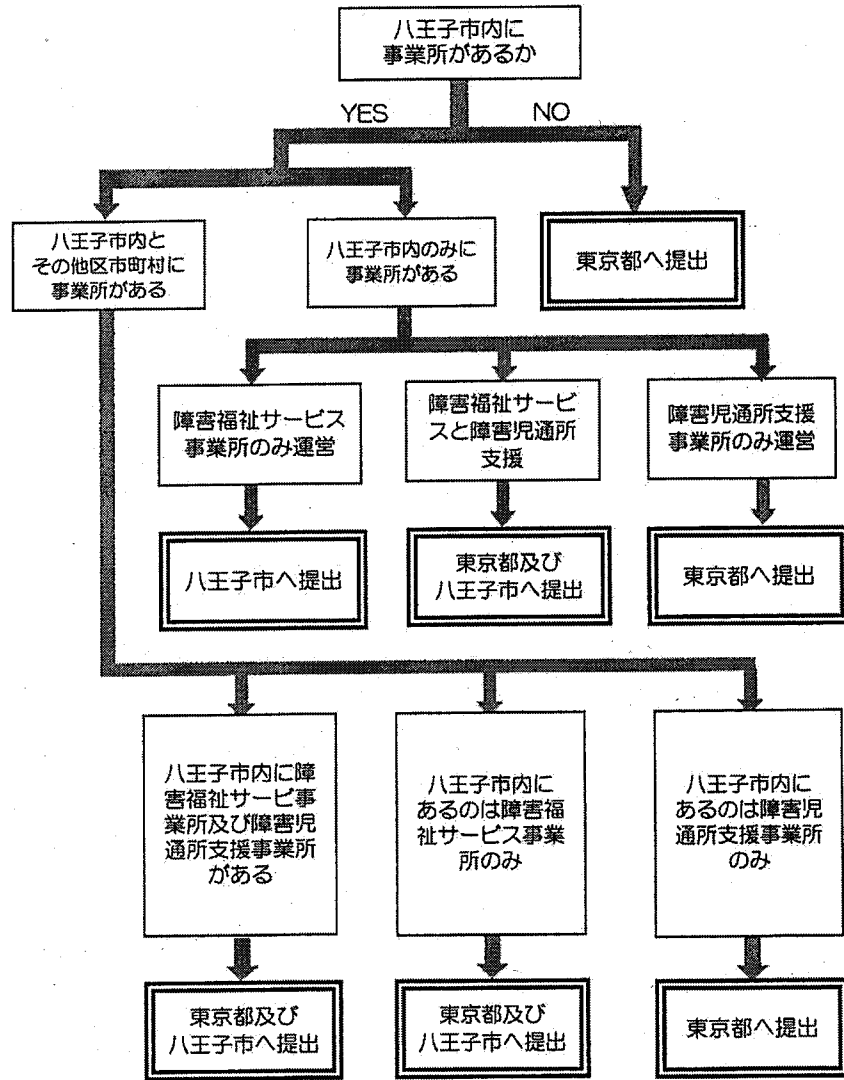 八王子市内に
事業所があるか
YES
NO
八王子市内と
その他区市町村に
事業所がある
八王子市内のみに
事業所がある
東京都へ提出
障害福祉サービス
事業所のみ運営
障害福祉サービ
スと障害児通所
支援
障害児通所支援
事業所のみ運営
八王子市へ提出
東京都及び
八王子市へ提出
東京都へ提出
八王子市内に障
害福祉サービ事
業所及び障害児
通所支援事業所
がある
八王子市内に
あるのは障害福
祉サービス事業
所のみ
八王子市内に
あるのは障害児
通所支援事業所
のみ
東京都及び
八王子市へ提出
東京都及び
八王子市へ提出
東京都へ提出